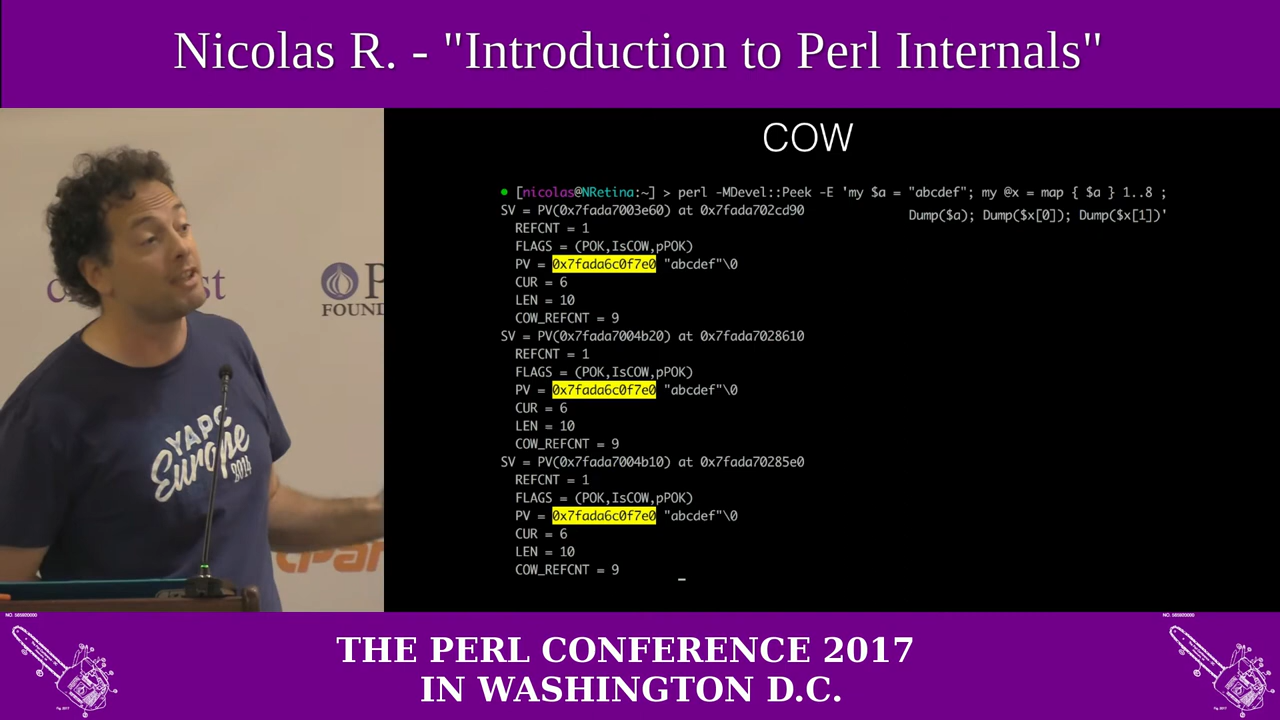 Nicolas R. - "Introduction to Perl Internals"
COW
[nicolas@NRetina:~] > perl -MDevel::Peek -E 'my $a = "abcdef"; my @x = map { $a } 1..8 ;
Dump($a); Dump($x[0]); Dump($x[1])'
SV = PV(0x7fada7003e60) at 0x7fada702cd90
REFCNT = 1
FLAGS = (POK,IsCOW,pPOK)
PV = 0x7fada6c0f7e0 "abcdef"\0
CUR = 6
LEN = 10
COW_REFCNT = 9
SV = PV(0x7fada7004b20) at 0x7fada7028610
REFCNT = 1
FLAGS = (POK,IsCOW,pPOK)
PV = 0x7fada6c0f7e0 "abcdef"\0
CUR = 6
LEN = 10
COW_REFCNT = 9
SV = PV(0x7fada7004b10) at 0x7fada70285e0
REFCNT = 1
FLAGS = (POK,IsCOW,pPOK)
PV = 0x7fada6c0f7e0 "abcdef"\0
CUR = 6
LEN = 10
COW_REFCNT = 9
FOUND
YAPC
Europe
2014
THE PERL CONFERENCE 2017
IN WASHINGTON D.C.